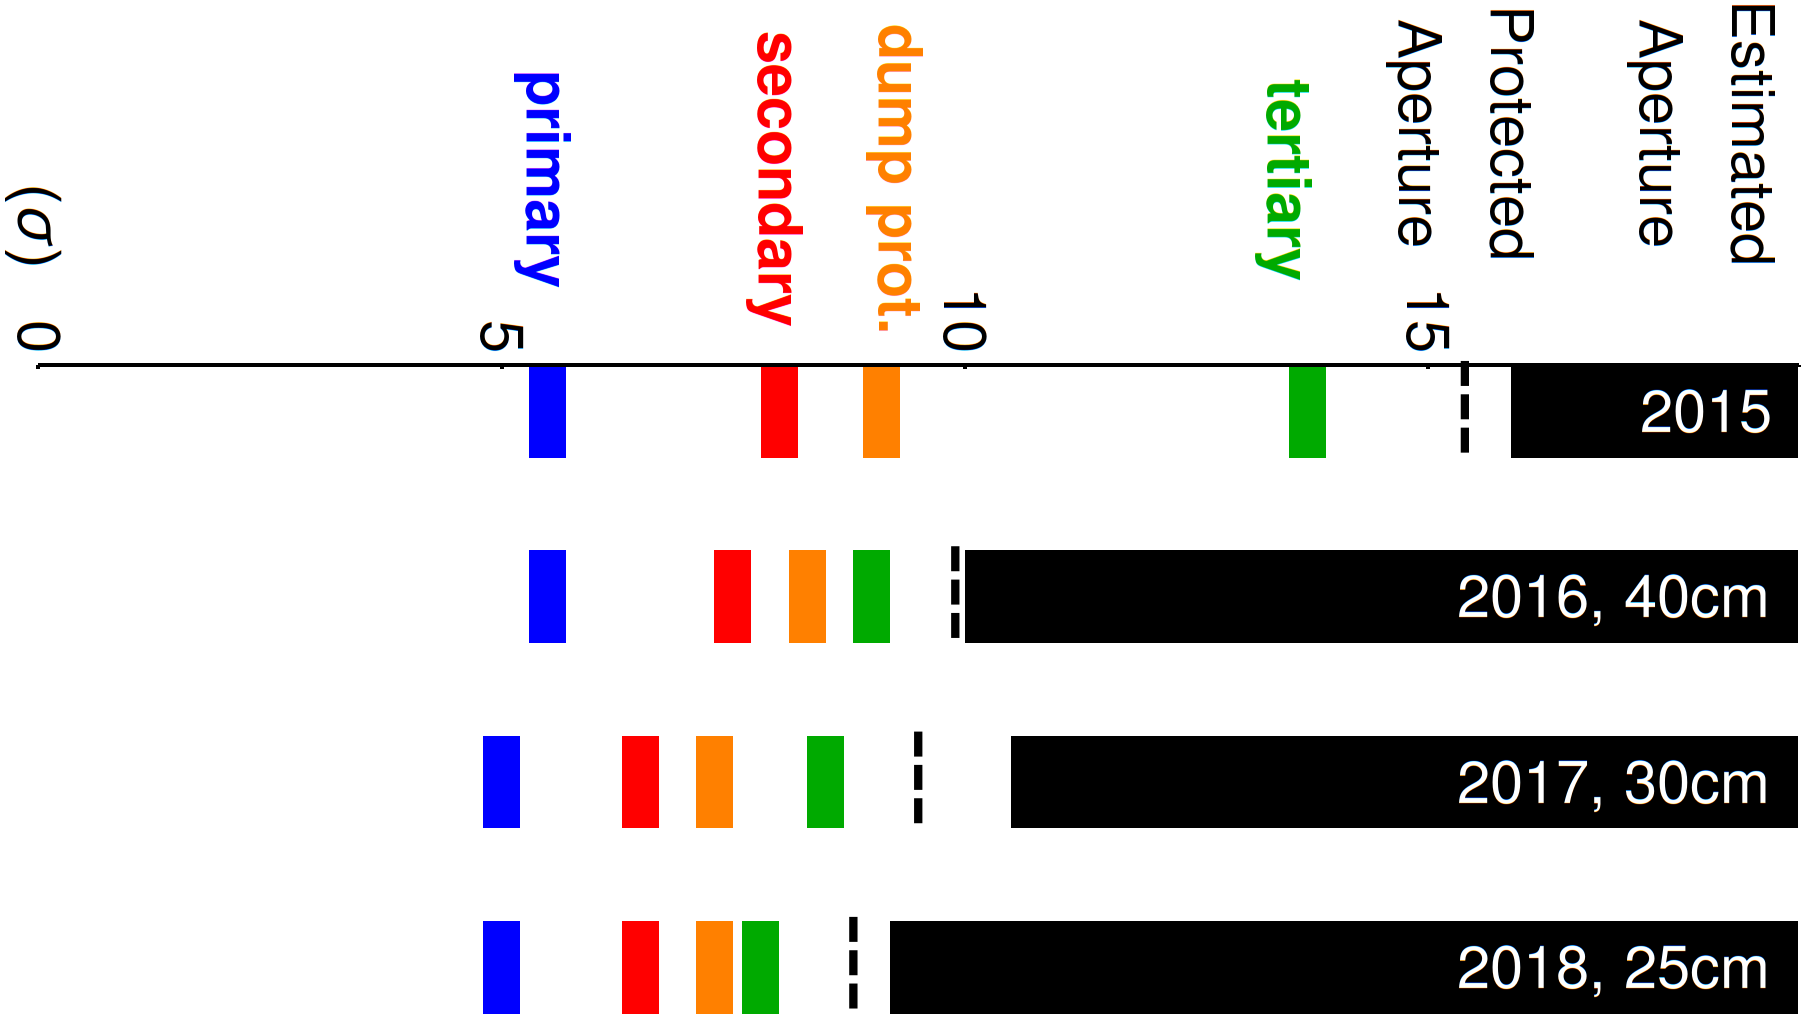 Estimated
Aperture
Protected
Aperture
tertiary
dump prot.
secondary
primary
(σ)
0
5
10
15
2015
2016, 40cm
2017, 30cm
2018, 25cm